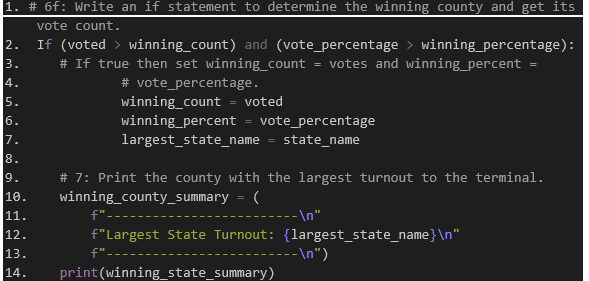 1. # 6f: Write an if statement to determine the winning county and get its
vote count.
2. If (voted > winning_count) and (vote_percentage > winning_percentage):
3. # If true then set winning_count = votes and winning_percent =
4. # vote_percentage.
5. winning_count = voted
6. winning_percent = vote_percentage
7. largest_state_name = state_name
8.
9. # 7: Print the county with the largest turnout to the terminal.
10. winning_county_summary = (
11. f"-------------------------\n"
12. f"Largest State Turnout: {largest_state_name}\n"
13. f"-------------------------\n")
14. print(winning_state_summary)